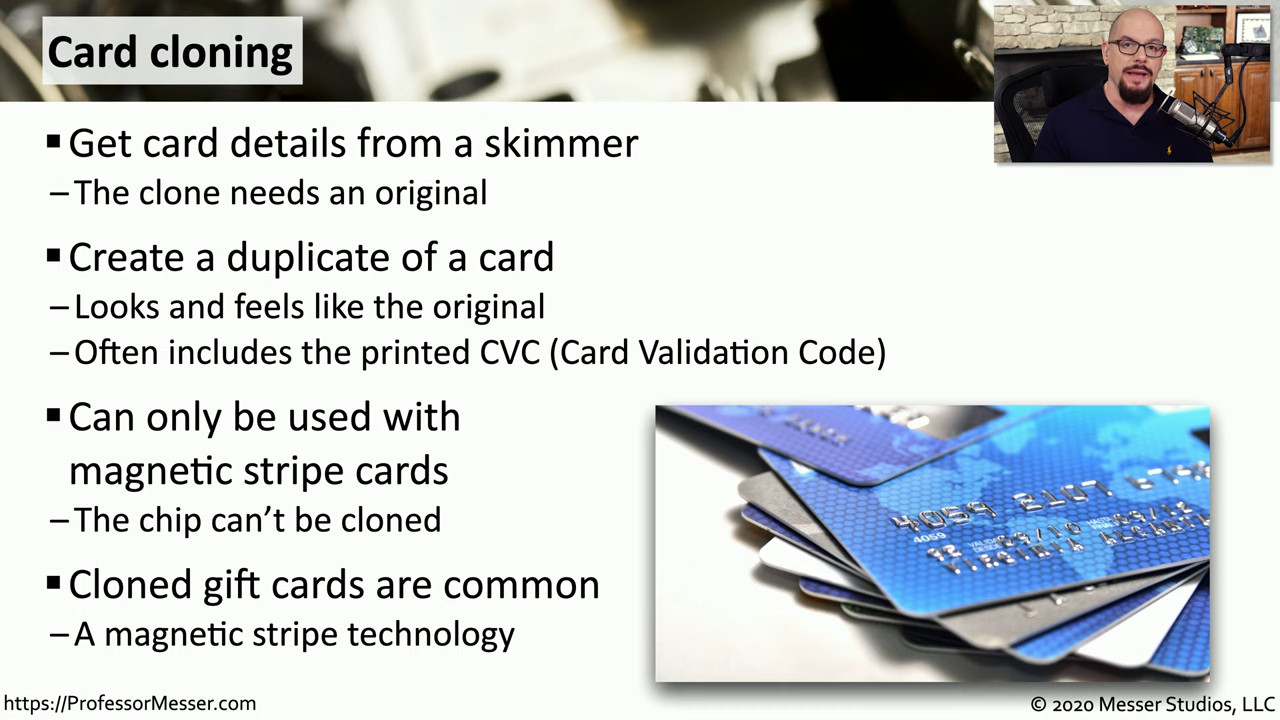 Card cloning
▪ Get card details from a skimmer
– The clone needs an original
▪ Create a duplicate of a card
– Looks and feels like the original
– Often includes the printed CVC (Card Validation Code)
▪ Can only be used with
magnetic stripe cards
– The chip can’t be cloned
▪ Cloned gift cards are common
– A magnetic stripe technology
4059 2107
4059
https://ProfessorMesser.com
© 2020 Messer Studios, LLC